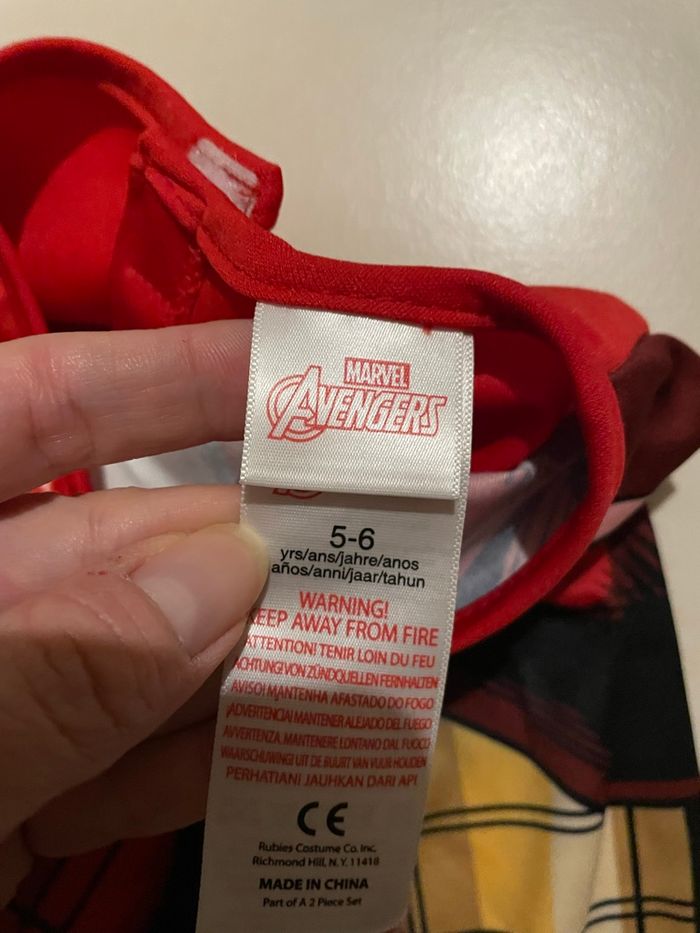 MARVEL
AVENGERS
5-6
yrs/ans/jahre/anos
años/anni/jaar/tahun
WARNING!
KEEP AWAY FROM FIRE
ATTENTION! TENIR LOIN DU FEU
ACHTUNG! VON ZÜNDQUELLEN FERNHALTEN
AVISO! MANTENHA AFASTADO DO FOGO
¡ADVERTENCIA! MANTENER ALEJADO DEL FUEGO
AVVERTENZA. MANTENERE LONTANO DAL FUOCO
WAARSCHUWING! UIT DE BUURT VAN VUUR HOUDEN
PERHATIAN! JAUHKAN DARI API.
CE
Rubies Costume Co. Inc.
Richmond Hill, N.Y. 11418
MADE IN CHINA
Part of A 2 Piece Set